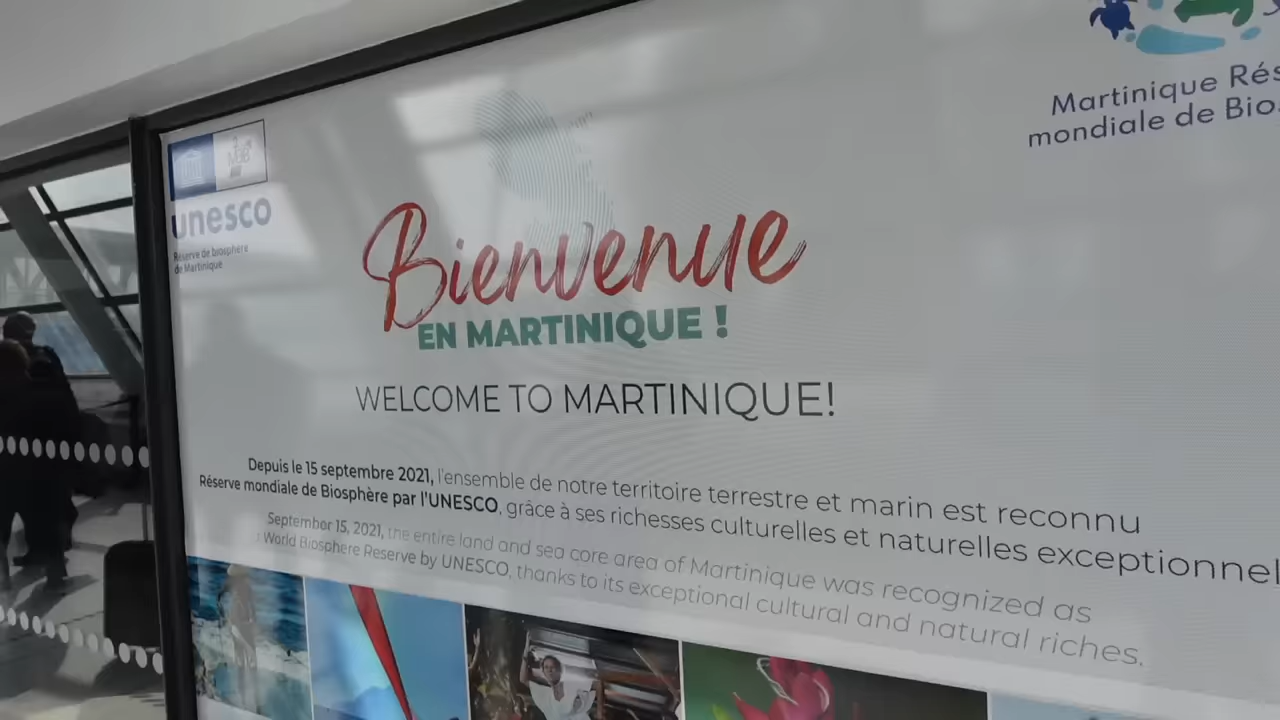 Martinique
mondiale de
MAB
unesco
Réserve de biosphère
de Martinique
Bienvenue
EN MARTINIQUE !
WELCOME TO MARTINIQUE!
Depuis le 15 septembre 2021, l'ensemble de notre territoire terrestre et marin est reconnu
Réserve mondiale de Biosphère par l'UNESCO, grâce à ses richesses culturelles et naturelles
September 15, 2021, the entire land and sea core area of Martinique was recognized as
World Biosphere Reserve by UNESCO, thanks to its exceptional cultural and natural riches.